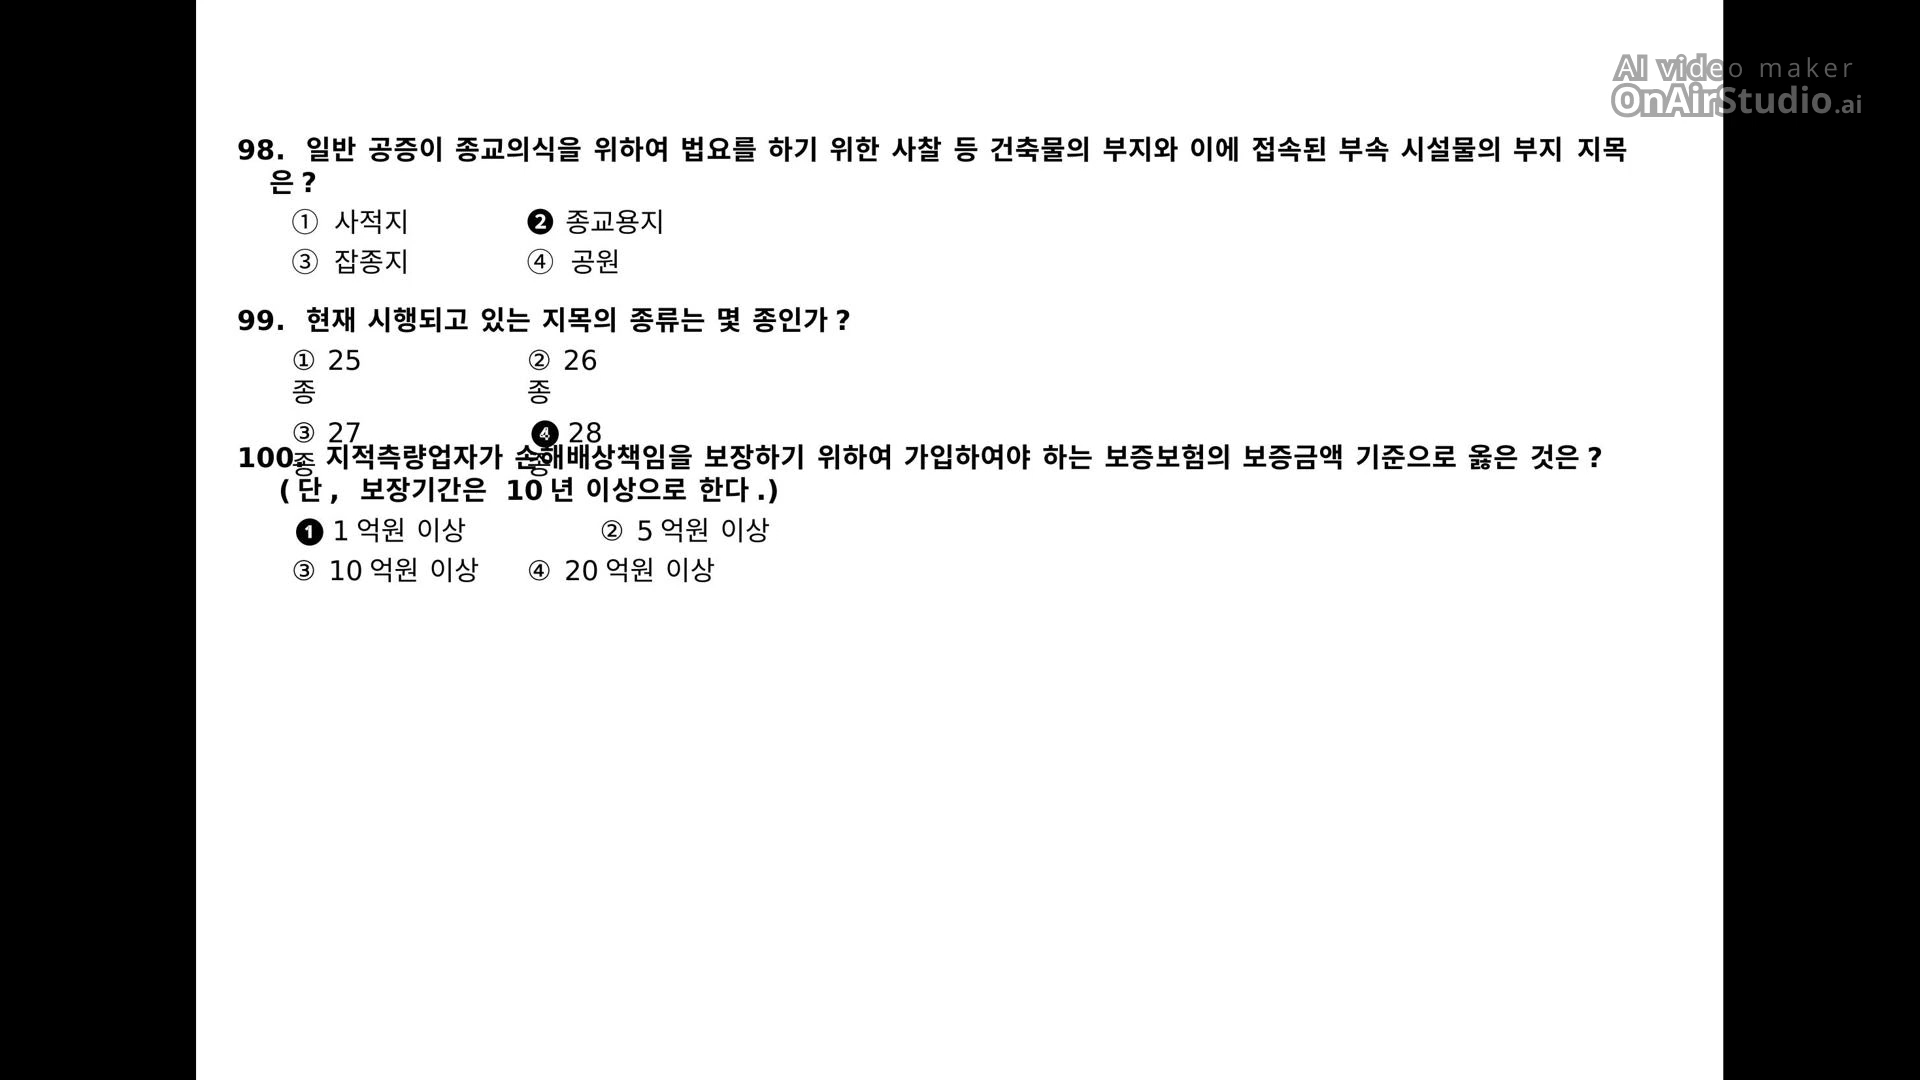 AI video maker
OnAirStudio.ai
98. 일반 공증이 종교의식을 위하여 법요를 하기 위한 사찰 등 건축물의 부지와 이에 접속된 부속 시설물의 부지 지목
은?
① 사적지 ❷ 종교용지
③ 잡종지 ④ 공원
99. 현재 시행되고 있는 지목의 종류는 몇 종인가?
① 25 ② 26
종 종
③ 27 ❹ 28
종 종
100. 지적측량업자가 손해배상책임을 보장하기 위하여 가입하여야 하는 보증보험의 보증금액 기준으로 옳은 것은?
(단, 보장기간은 10년 이상으로 한다.)
❶ 1억원 이상 ② 5억원 이상
③ 10억원 이상 ④ 20억원 이상